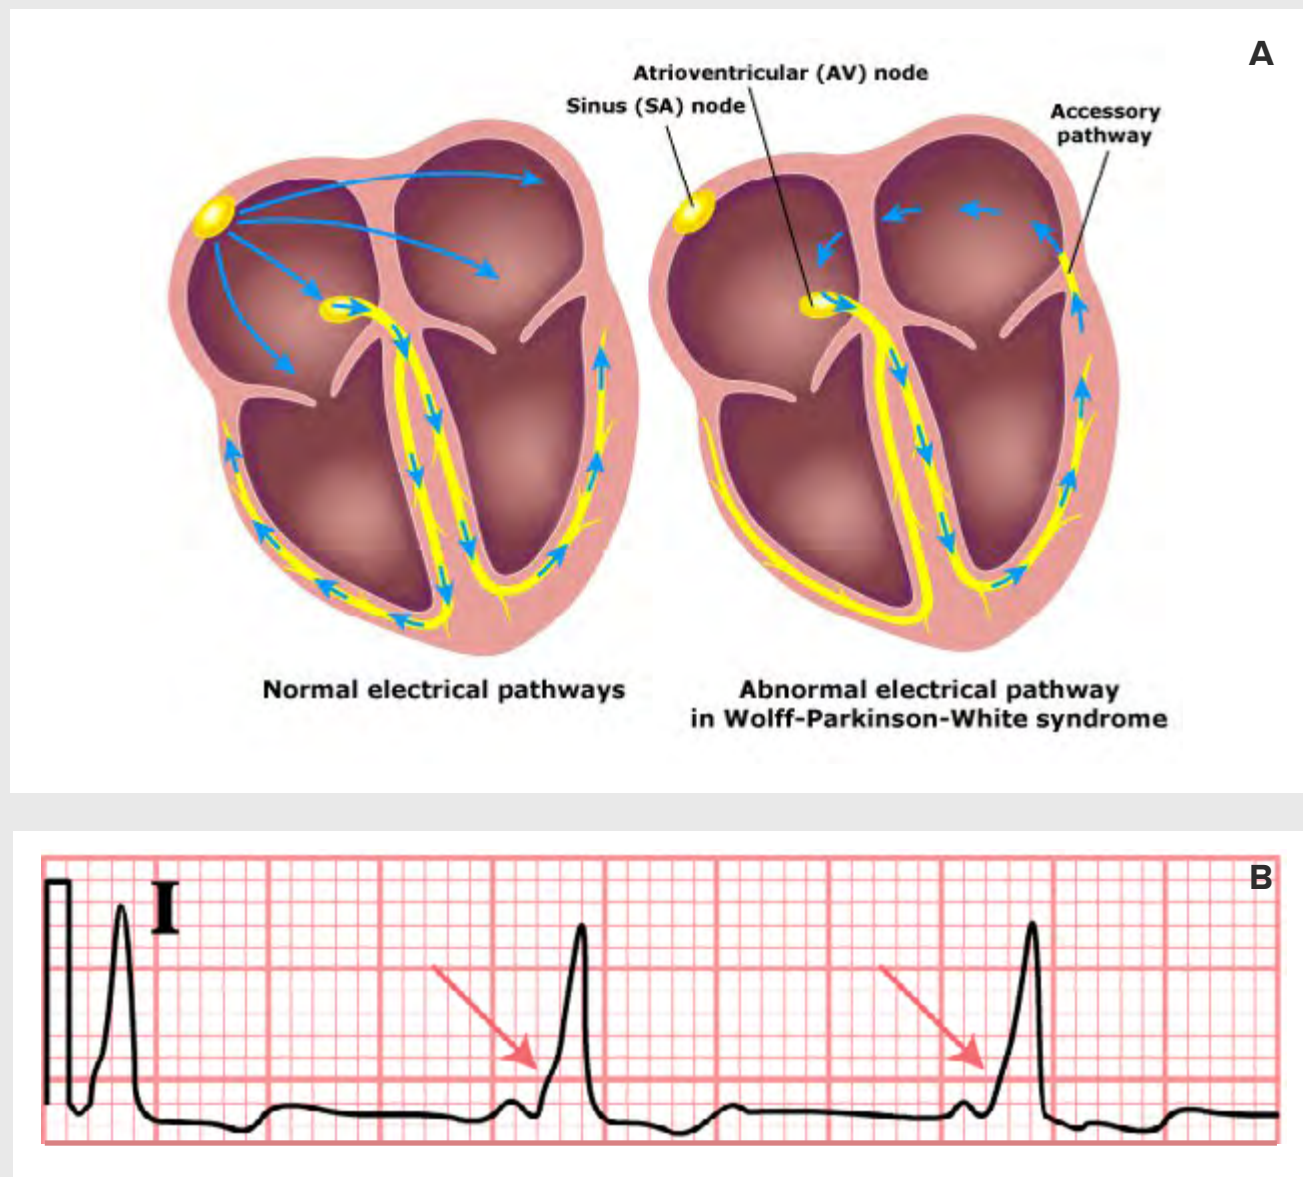 A
Atrioventricular (AV) node
Sinus (SA) node
Accessory
pathway
Normal electrical pathways
Abnormal electrical pathway
in Wolff-Parkinson-White syndrome
B
I